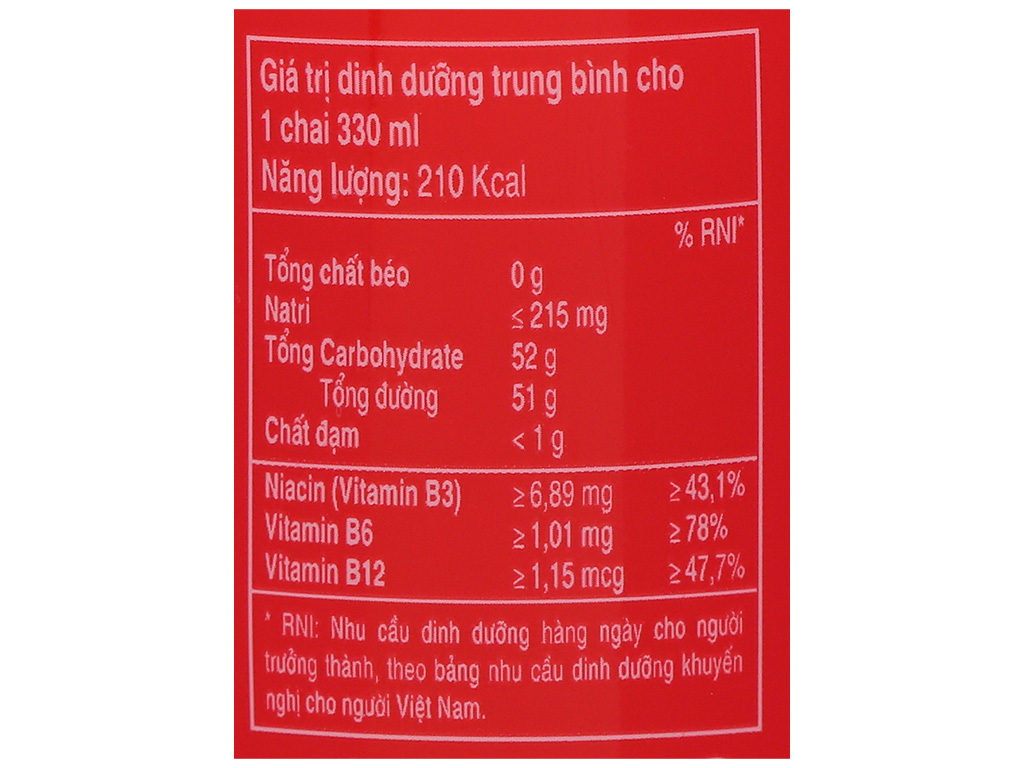 Giá trị dinh dưỡng trung bình cho
1 chai 330 ml
Năng lượng: 210 Kcal
% RNI*
Tổng chất béo 0 g
Natri ≤ 215 mg
Tổng Carbohydrate 52 g
Tổng đường 51 g
Chất đạm < 1 g
Niacin (Vitamin B3) ≥ 6,89 mg ≥ 43,1%
Vitamin B6 ≥ 1,01 mg ≥ 78%
Vitamin B12 ≥ 1,15 mcg ≥ 47,7%
* RNI: Nhu cầu dinh dưỡng hàng ngày cho người
trưởng thành, theo bảng nhu cầu dinh dưỡng khuyến
nghị cho người Việt Nam.